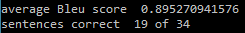 average Bleu score  0.895270941576
sentences correct  19 of 34